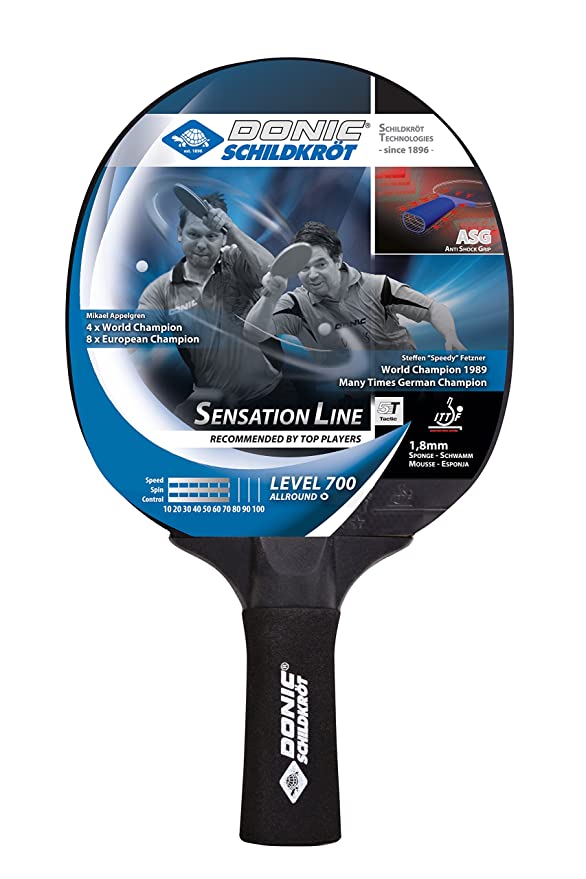 DONIC®
SCHILDKRÖT
est. 1896
SCHILDKRÖT
TECHNOLOGIES
- since 1896 -
ASG
ANTI SHOCK GRIP
Mikael Appelgren
4 x World Champion
8 x European Champion
DONIC
Steffen "Speedy" Fetzner
World Champion 1989
Many Times German Champion
SENSATION LINE
RECOMMENDED BY TOP PLAYERS
5T
Tactic
ITTF
1,8mm
SPONGE - SCHWAMM
MOUSSE - ESPONJA
Speed
Spin
Control
10 20 30 40 50 60 70 80 90 100
LEVEL 700
ALLROUND
DONIC®
SCHILDKRÖT